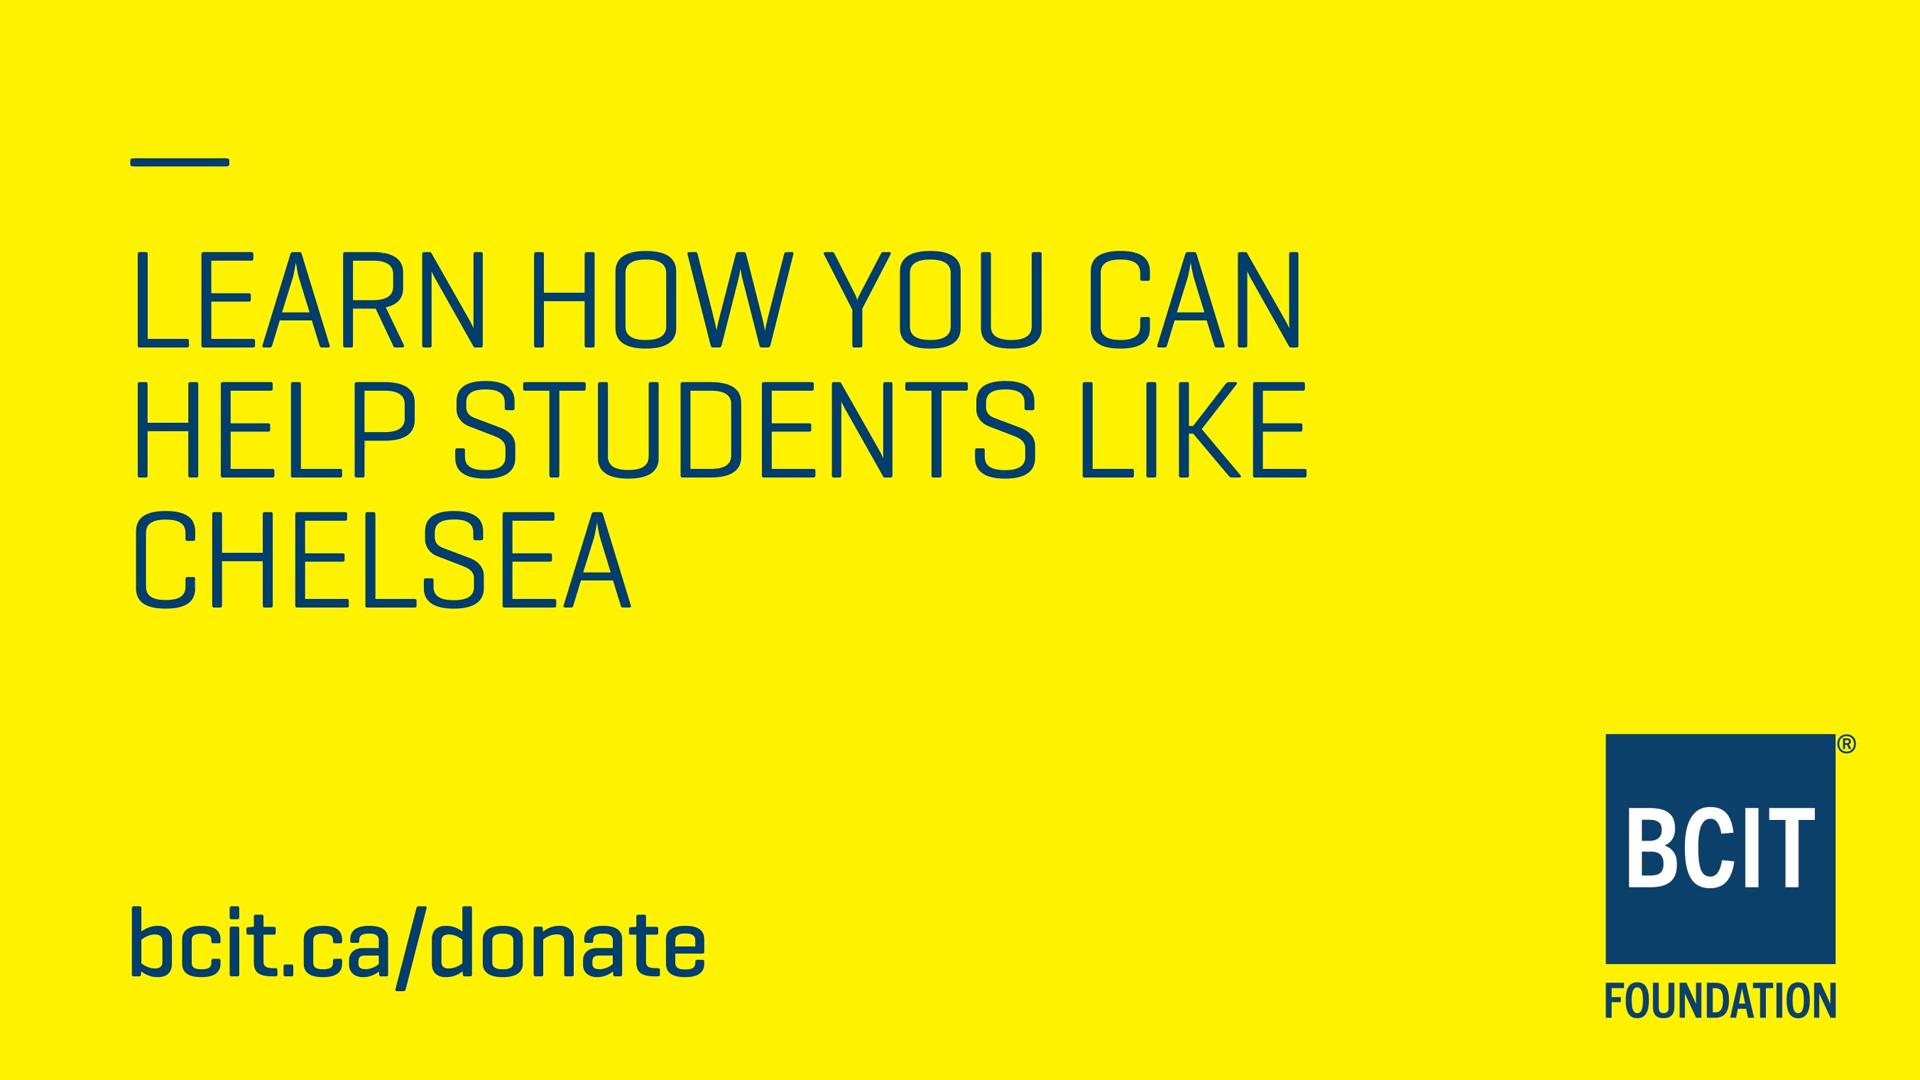 LEARN HOW YOU CAN
HELP STUDENTS LIKE
CHELSEA
bcit.ca/donate
BCIT®
FOUNDATION